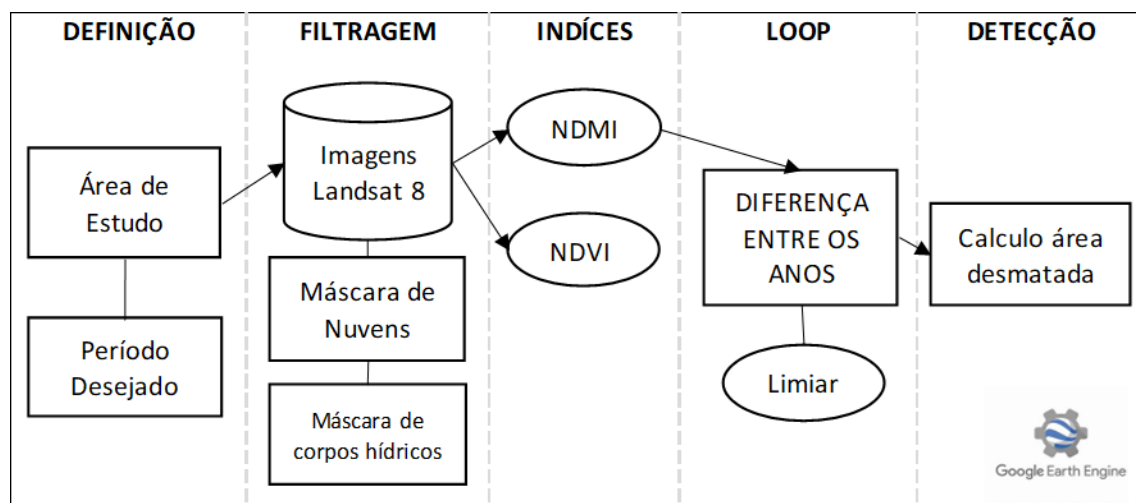 DEFINIÇÃO
FILTRAGEM
INDÍCES
LOOP
DETECÇÃO
Área de
Estudo
Período
Desejado
Imagens
Landsat 8
Máscara de
Nuvens
Máscara de
corpos hídricos
NDMI
NDVI
DIFERENÇA
ENTRE OS
ANOS
Limiar
Calculo área
desmatada
Google Earth Engine